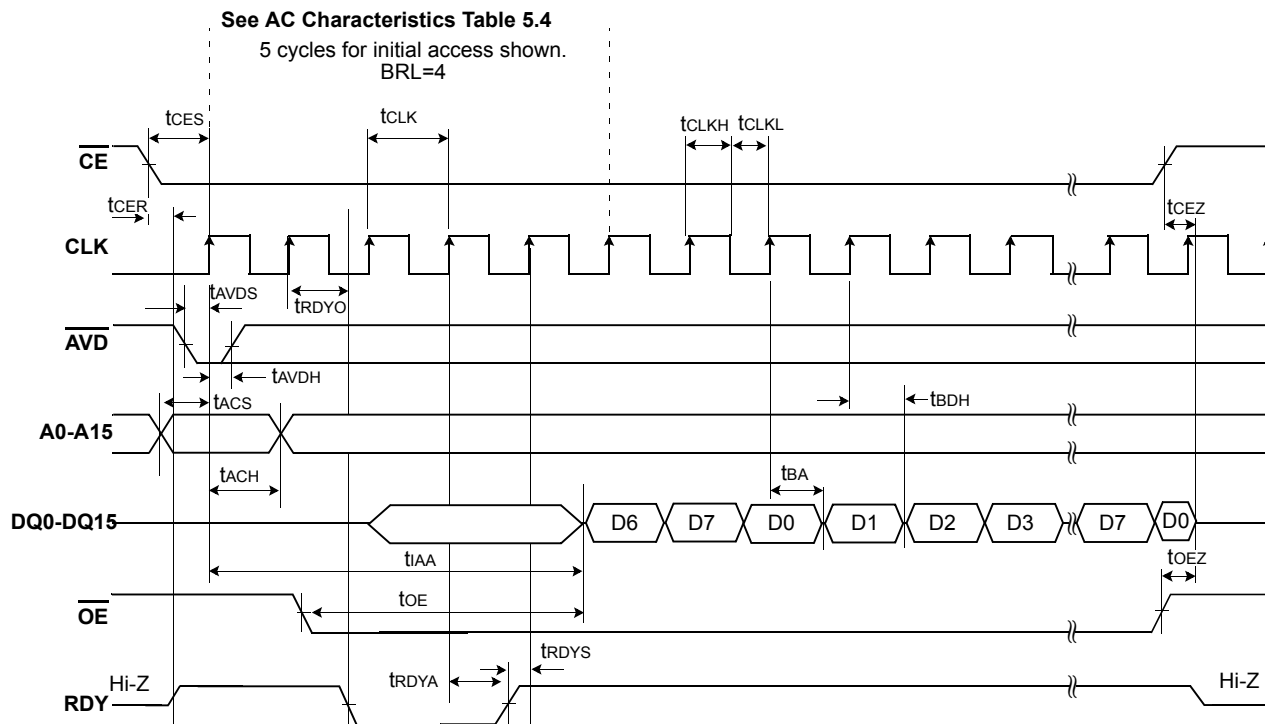 See AC Characteristics Table 5.4
5 cycles for initial access shown.
BRL=4
tCES
tCLK
tCLKH
tCLKL
CE
tCER
tCEZ
CLK
tAVDS
tRDYO
AVD
tAVDH
tACS
tBDH
A0-A15
tACH
tBA
DQ0-DQ15
D6
D7
D0
D1
D2
D3
D7
D0
tIAA
tOEZ
tOE
OE
tRDYS
tRDYA
Hi-Z
Hi-Z
RDY